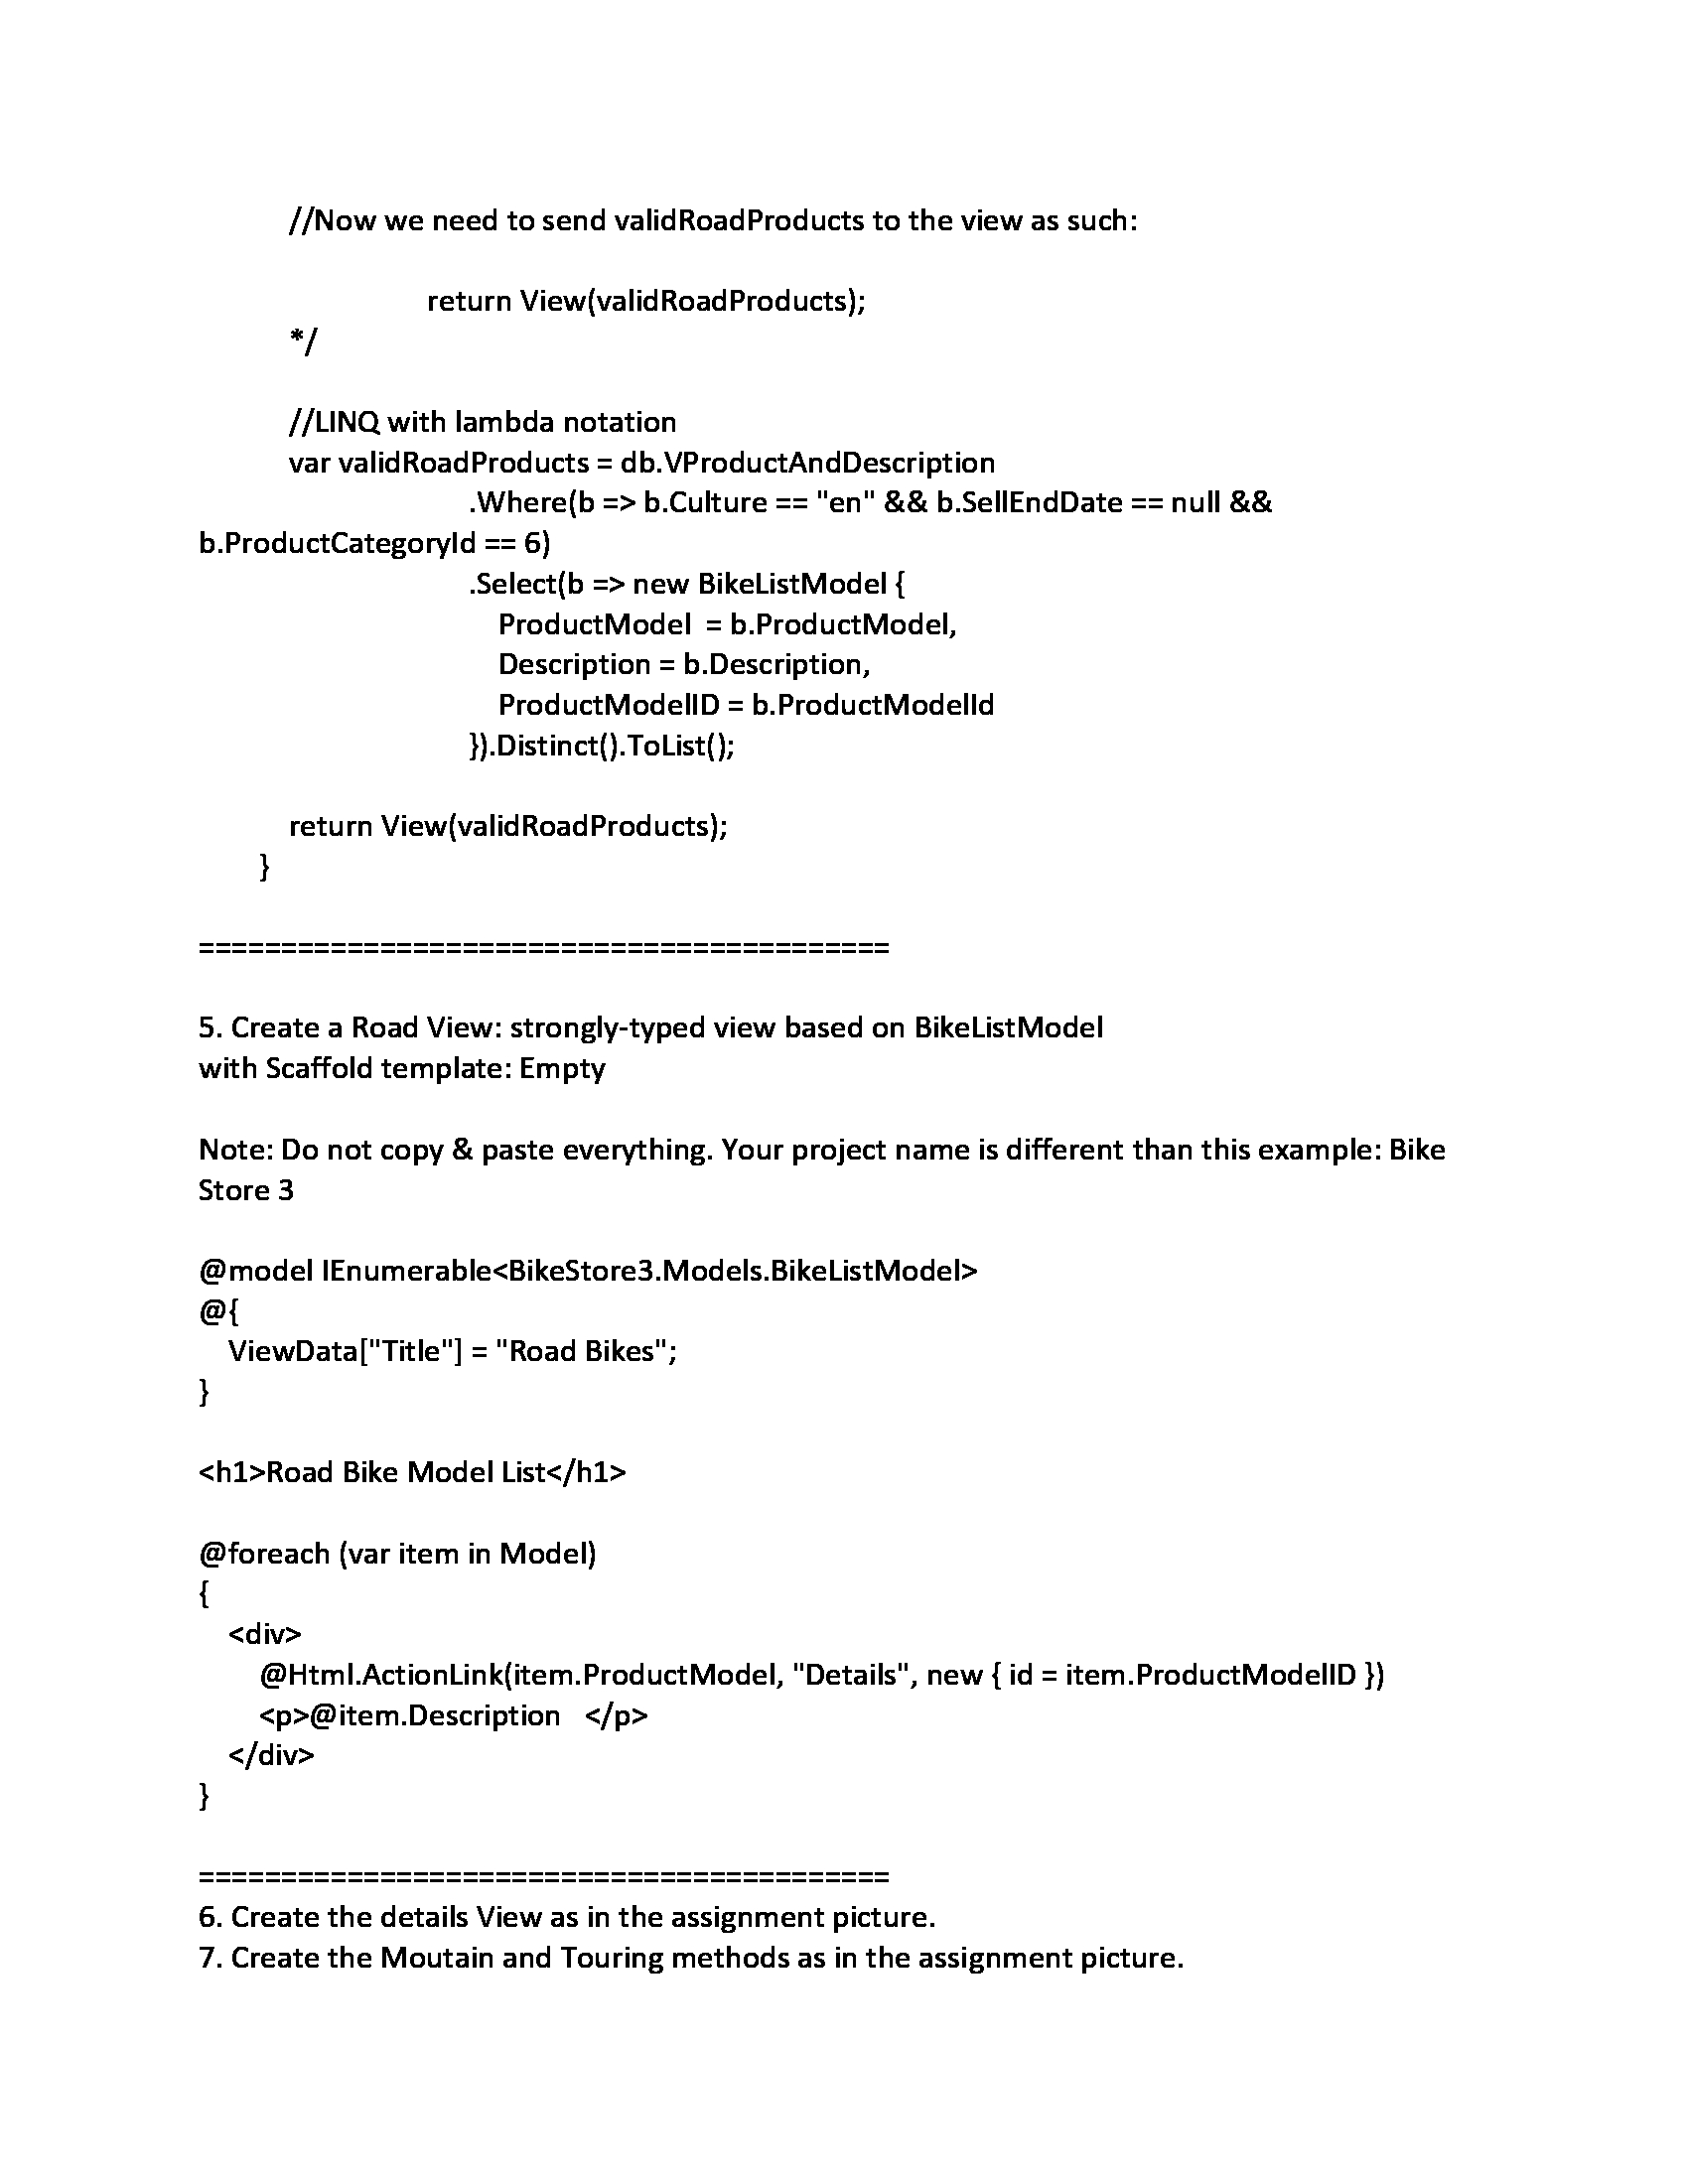 //Now we need to send validRoadProducts to the view as such:
return View(validRoadProducts);
*/
//LINQ with lambda notation
var validRoadProducts = db.VProductAndDescription
.Where(b => b.Culture == "en" && b.SellEndDate == null &&
b.ProductCategoryId == 6)
.Select(b => new BikeListModel {
ProductModel  = b.ProductModel,
Description = b.Description,
ProductModelID = b.ProductModelId
}).Distinct().ToList();
return View(validRoadProducts);
}
==========================================
5. Create a Road View: strongly-typed view based on BikeListModel
with Scaffold template: Empty
Note: Do not copy & paste everything. Your project name is different than this example: Bike
Store 3
@model IEnumerable<BikeStore3.Models.BikeListModel>
@{
ViewData["Title"] = "Road Bikes";
}
<h1>Road Bike Model List</h1>
@foreach (var item in Model)
{
<div>
@Html.ActionLink(item.ProductModel, "Details", new { id = item.ProductModelID })
<p>@item.Description   </p>
</div>
}
==========================================
6. Create the details View as in the assignment picture.
7. Create the Moutain and Touring methods as in the assignment picture.